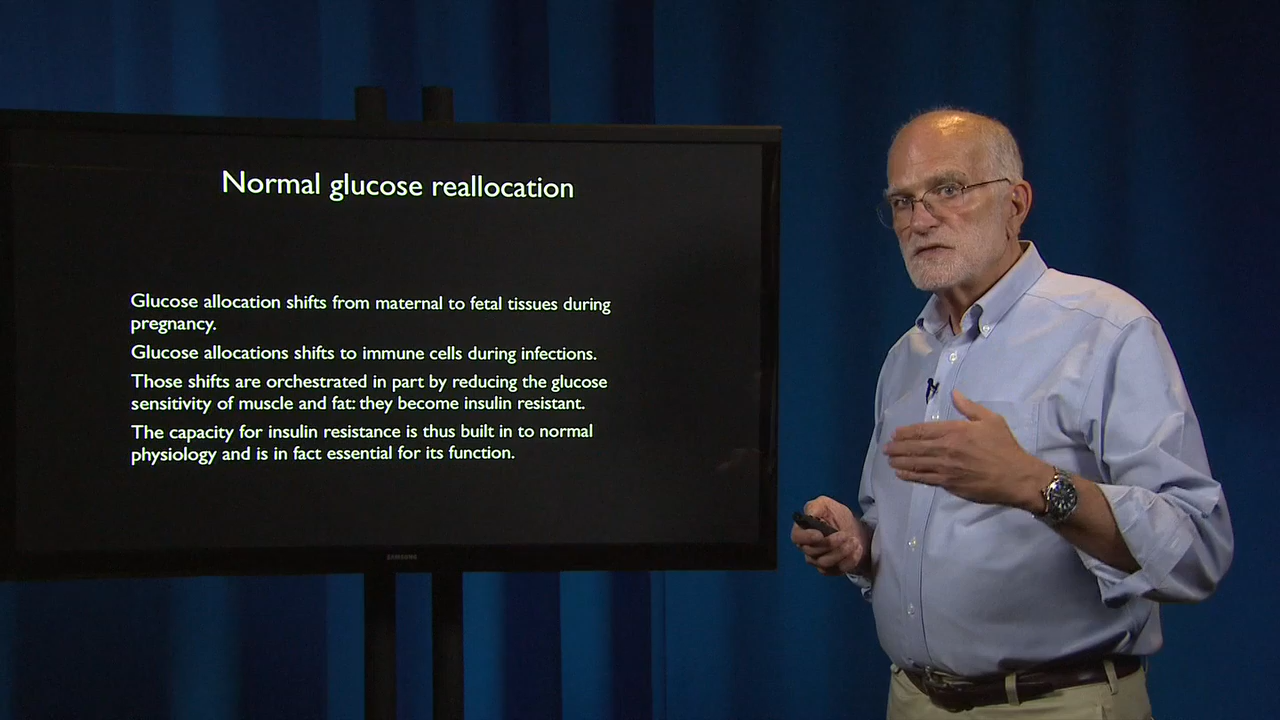 Normal glucose reallocation
Glucose allocation shifts from maternal to fetal tissues during
pregnancy.
Glucose allocations shifts to immune cells during infections.
Those shifts are orchestrated in part by reducing the glucose
sensitivity of muscle and fat: they become insulin resistant.
The capacity for insulin resistance is thus built in to normal
physiology and is in fact essential for its function.
SAMSUNG